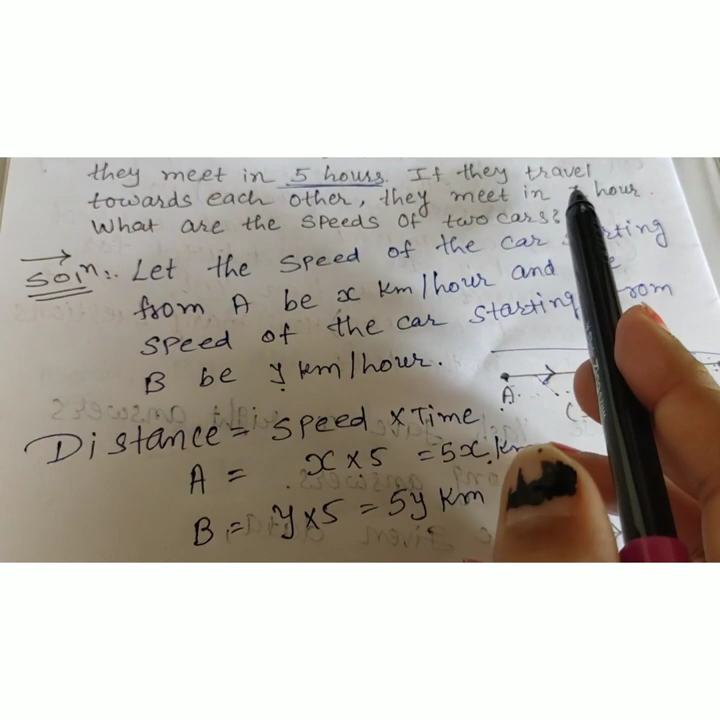 they meet in 5 hours. If they travel
towards each other, they meet in hour.
What are the speeds of two cars?
Soln:. Let the speed of the car
from A be x km/hour and
speed of the car starting
B be y km/hour.
A.
Distance = Speed × Time
A = x × 5 = 5x km
B = y × 5 = 5y km